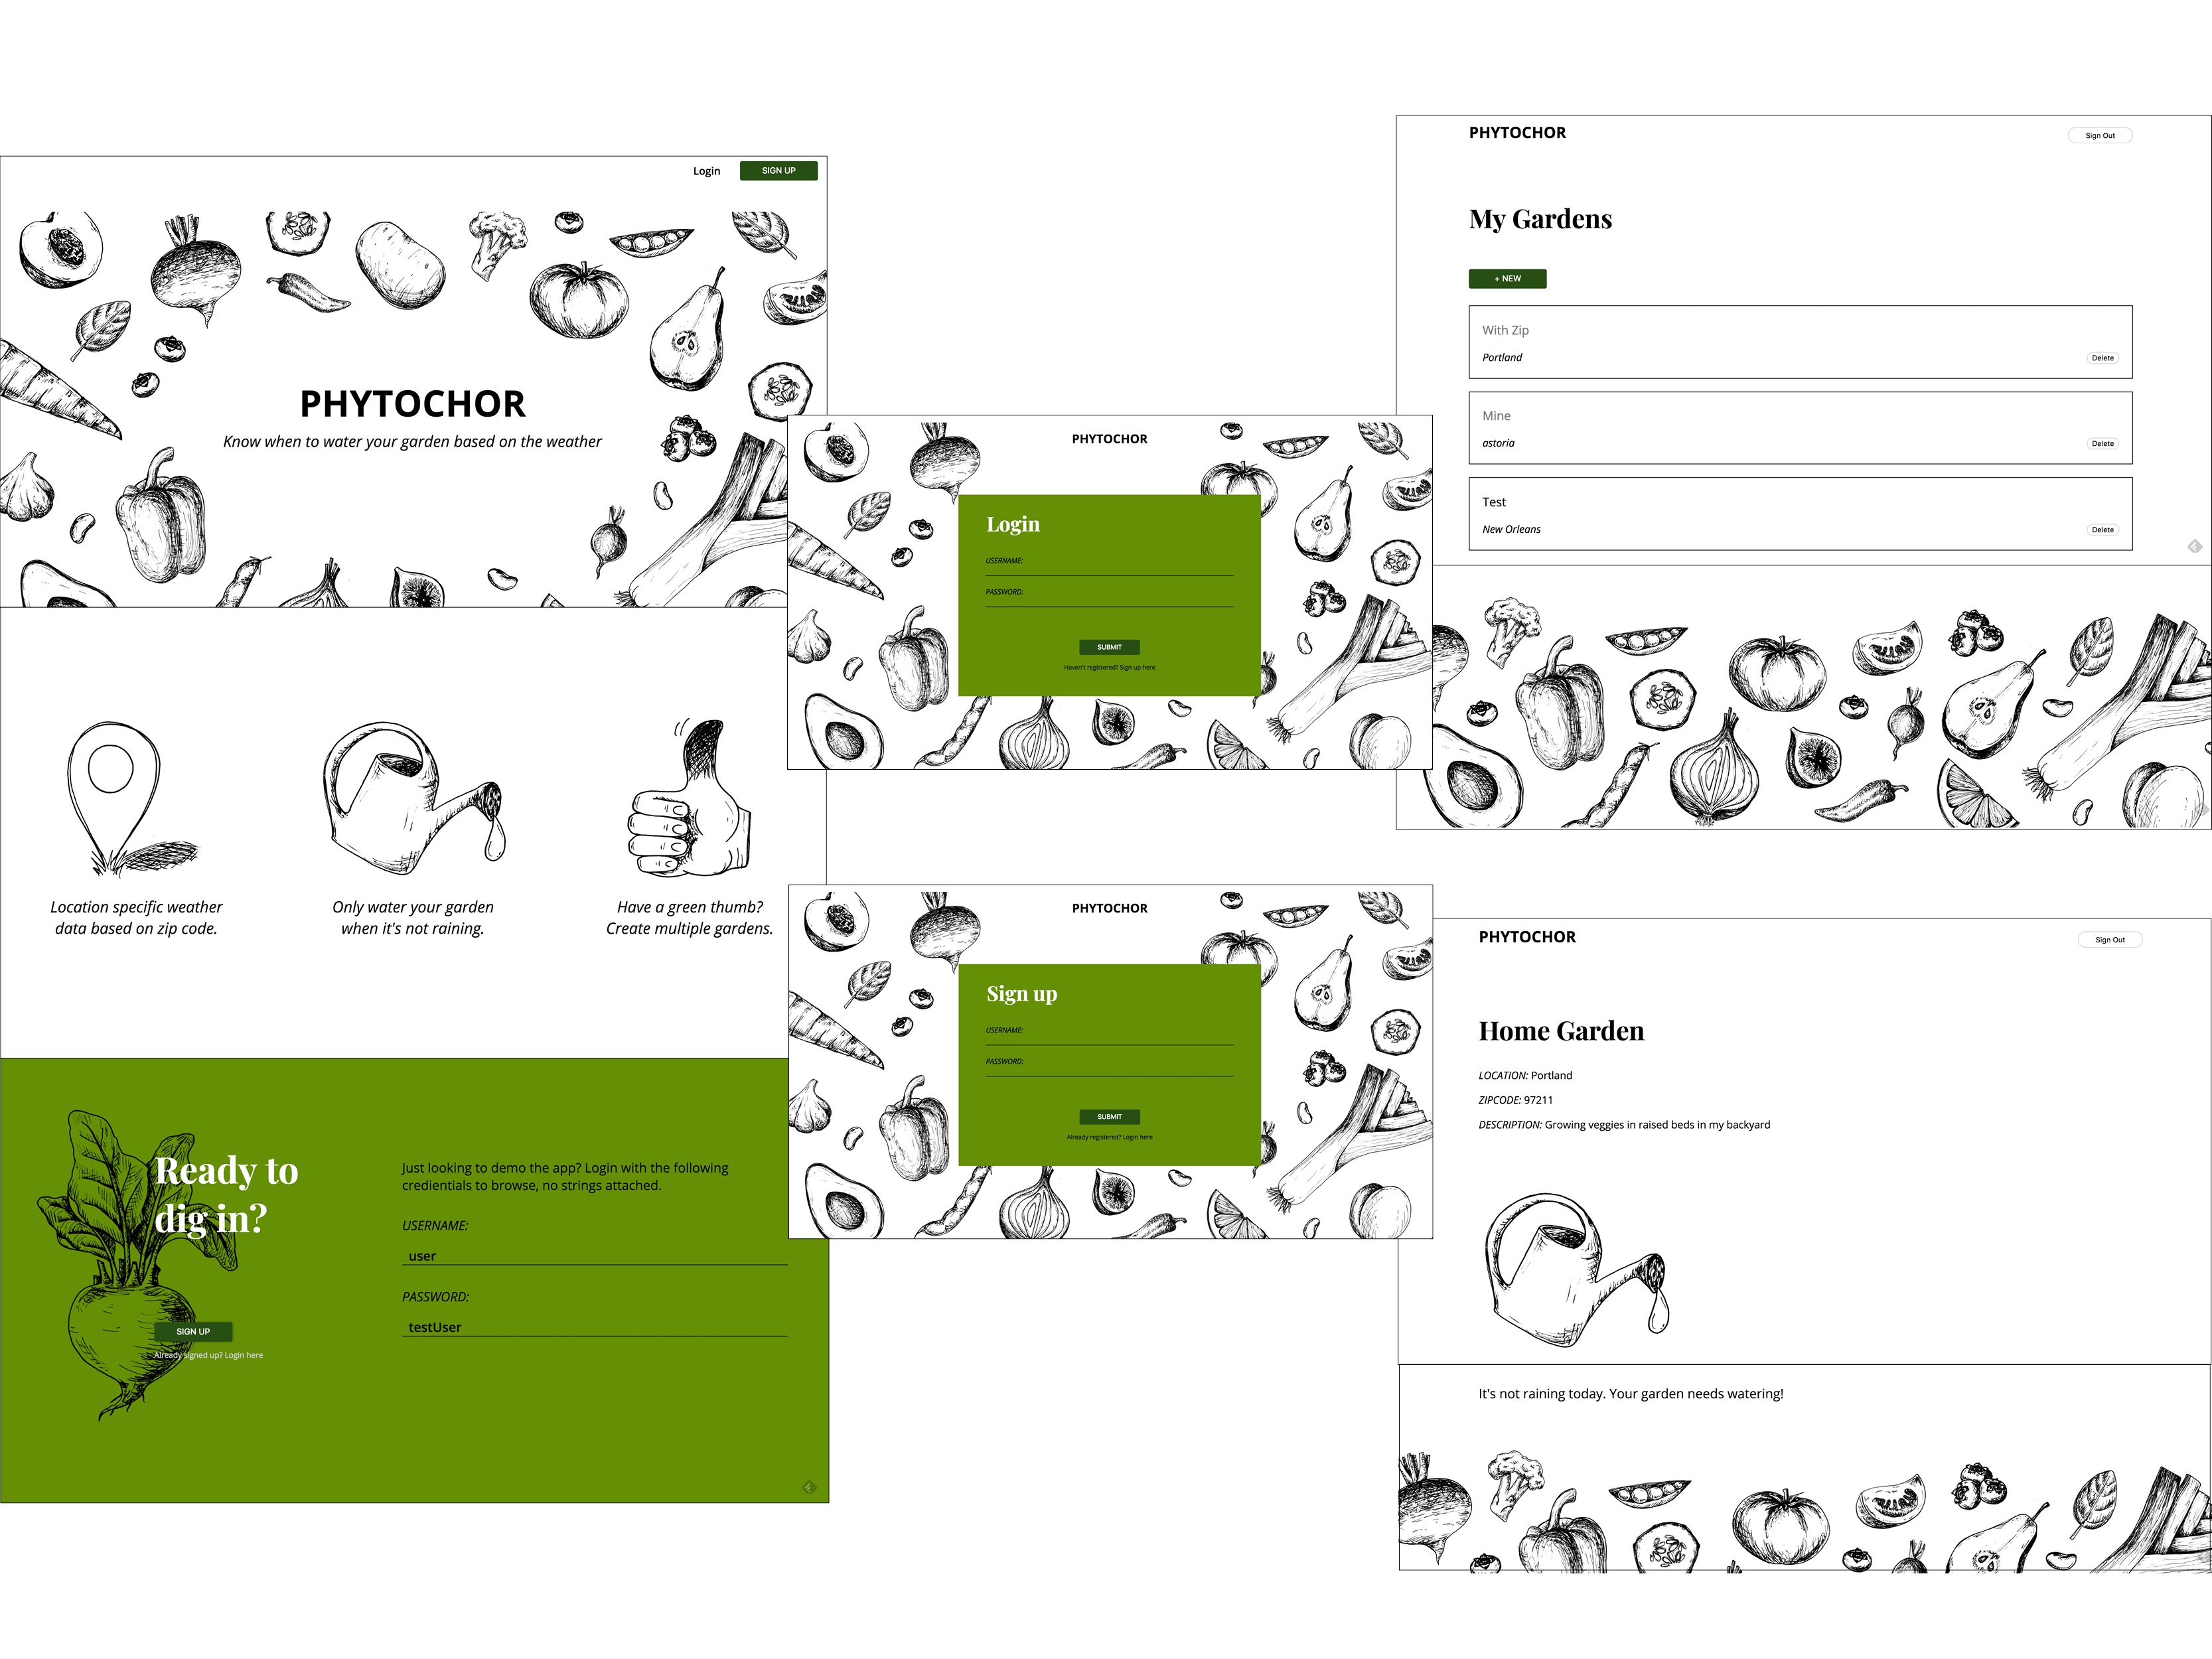 Login
SIGN UP
PHYTOCHOR
Know when to water your garden based on the weather
Location specific weather
data based on zip code.
Only water your garden
when it's not raining.
Have a green thumb?
Create multiple gardens.
Ready to
dig in?
SIGN UP
Already signed up? Login here
Just looking to demo the app? Login with the following
credientials to browse, no strings attached.
USERNAME:
user
PASSWORD:
testUser
PHYTOCHOR
Login
USERNAME:
PASSWORD:
SUBMIT
Haven't registered? Sign up here
PHYTOCHOR
Sign up
USERNAME:
PASSWORD:
SUBMIT
Already registered? Login here
PHYTOCHOR
Sign Out
My Gardens
+ NEW
With Zip
Portland
Delete
Mine
astoria
Delete
Test
New Orleans
Delete
PHYTOCHOR
Sign Out
Home Garden
LOCATION: Portland
ZIPCODE: 97211
DESCRIPTION: Growing veggies in raised beds in my backyard
It's not raining today. Your garden needs watering!